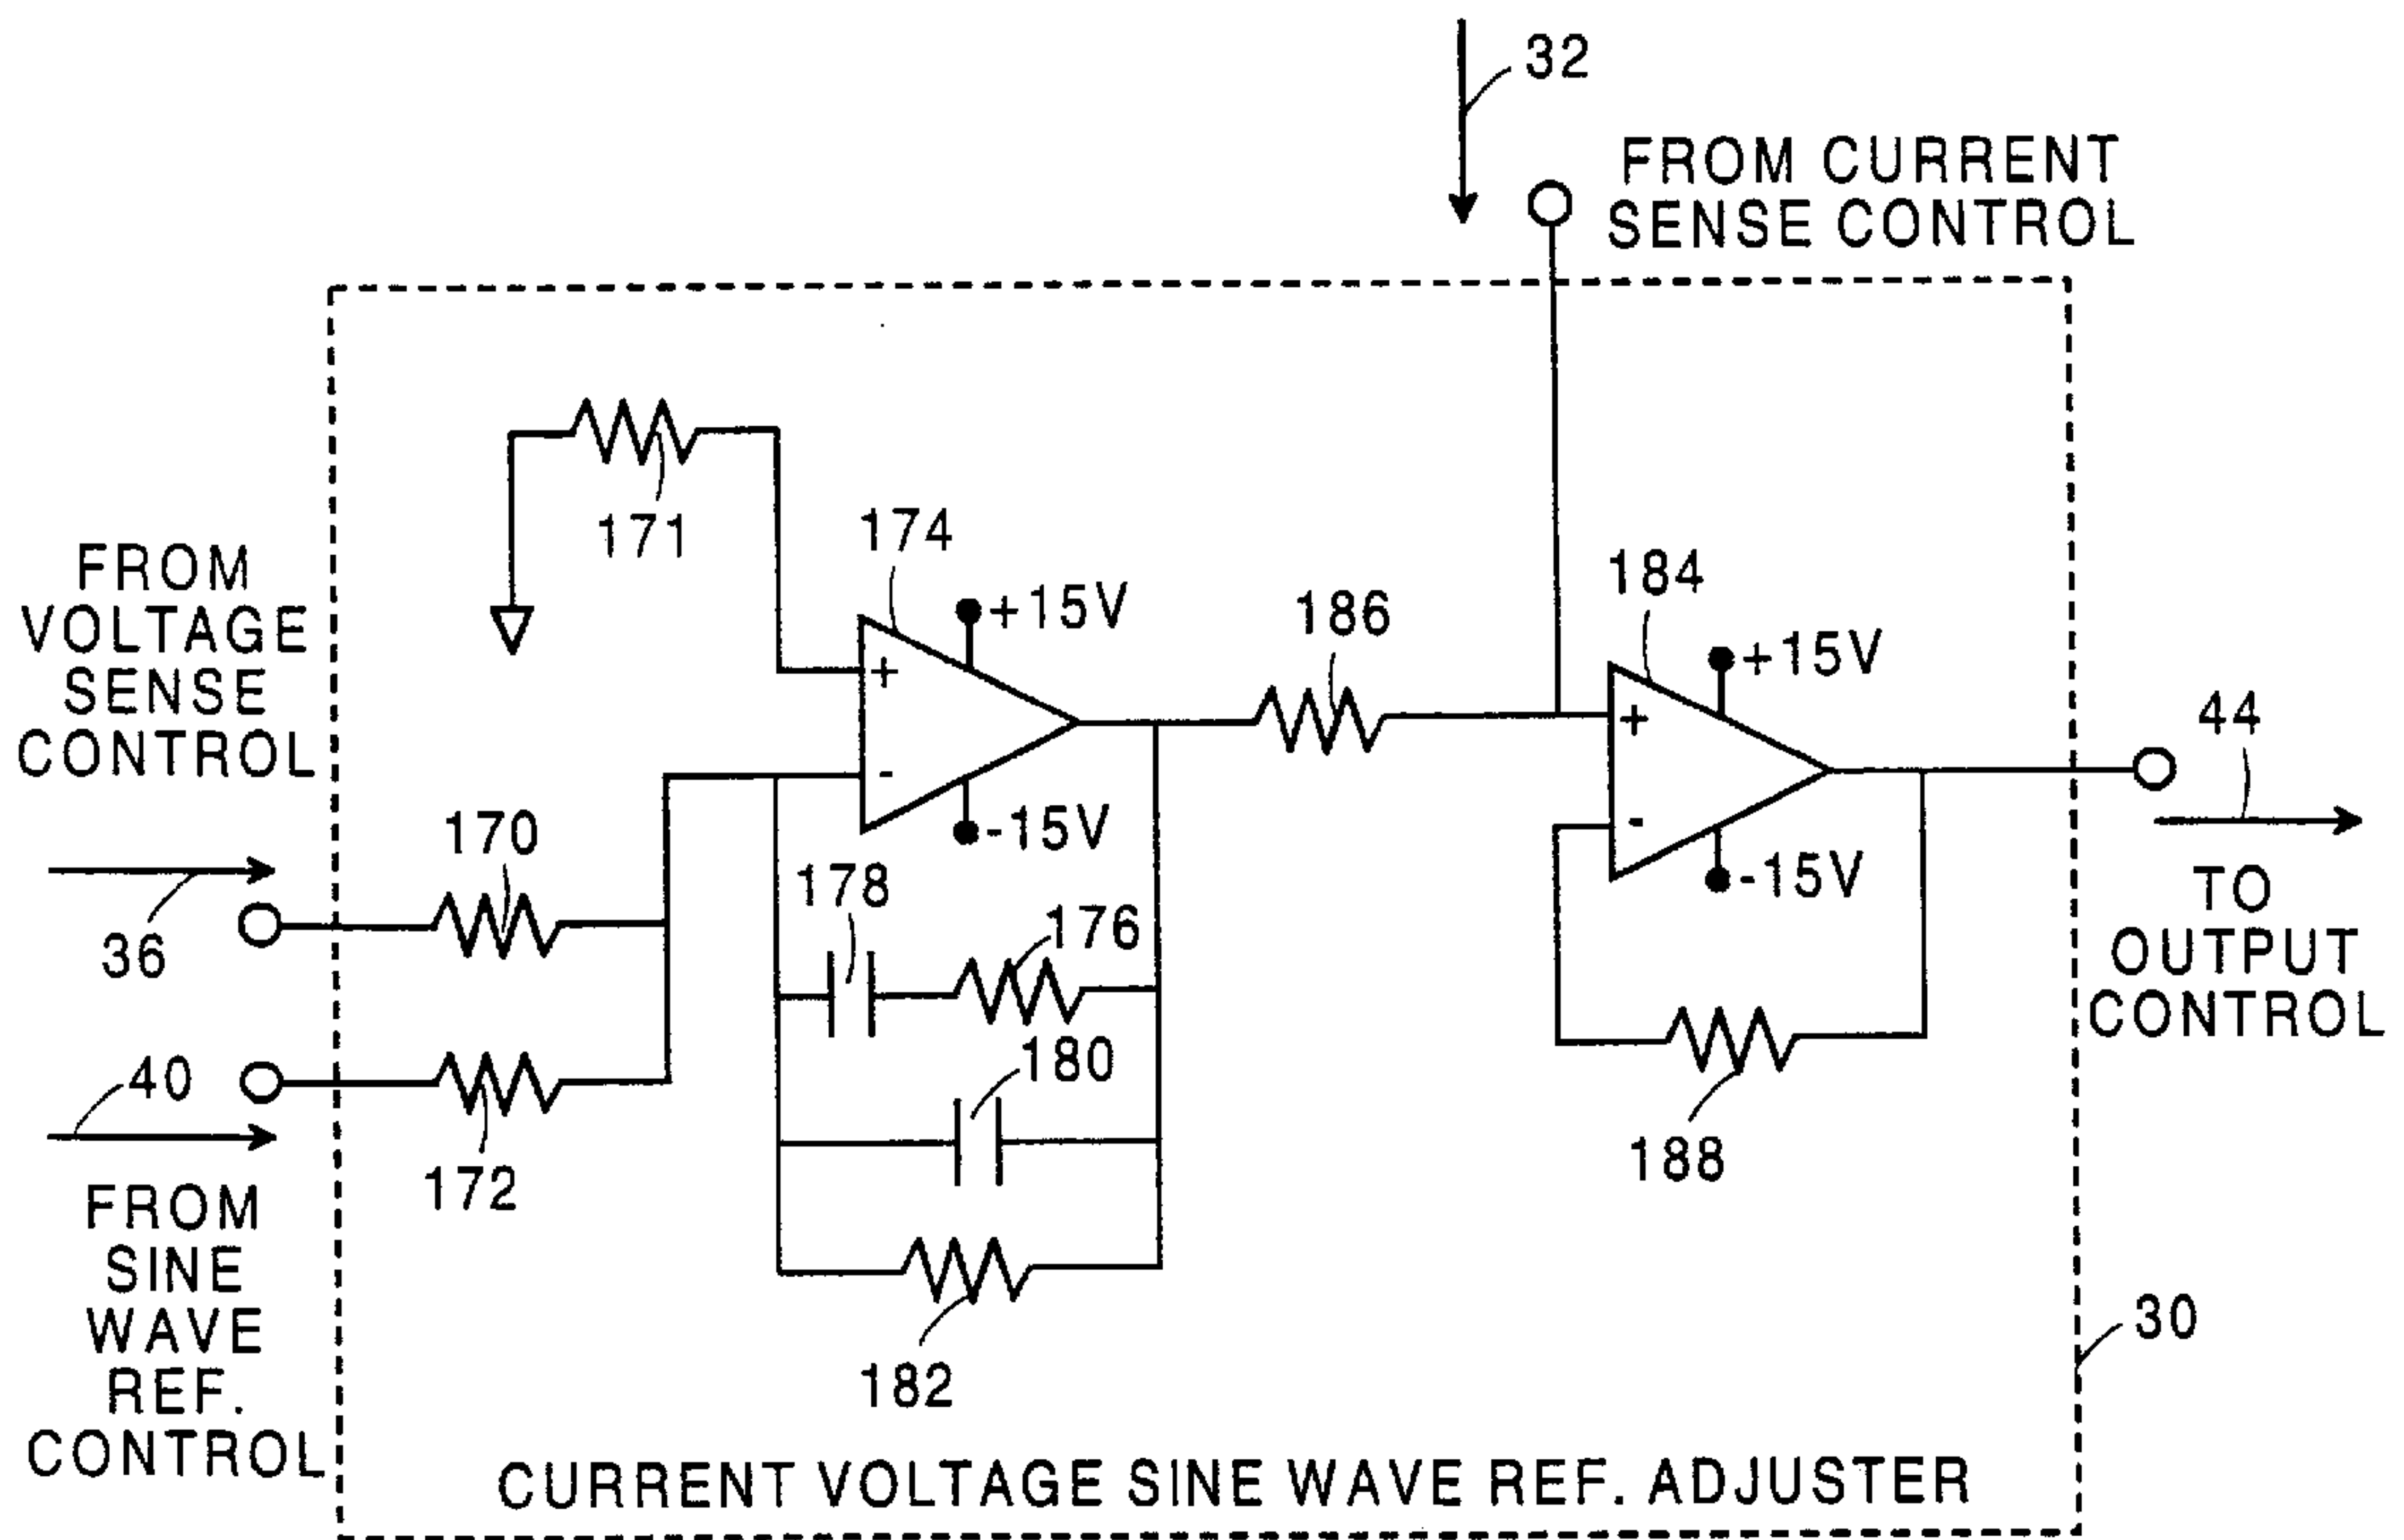 32
FROM CURRENT
SENSE CONTROL
171
174
+15V
+
-
-15V
FROM
VOLTAGE
SENSE
CONTROL
186
184
+15V
+
-
-15V
44
TO
OUTPUT
CONTROL
36
170
178
176
180
40
172
182
188
FROM
SINE
WAVE
REF.
CONTROL
30
CURRENT VOLTAGE SINE WAVE REF. ADJUSTER